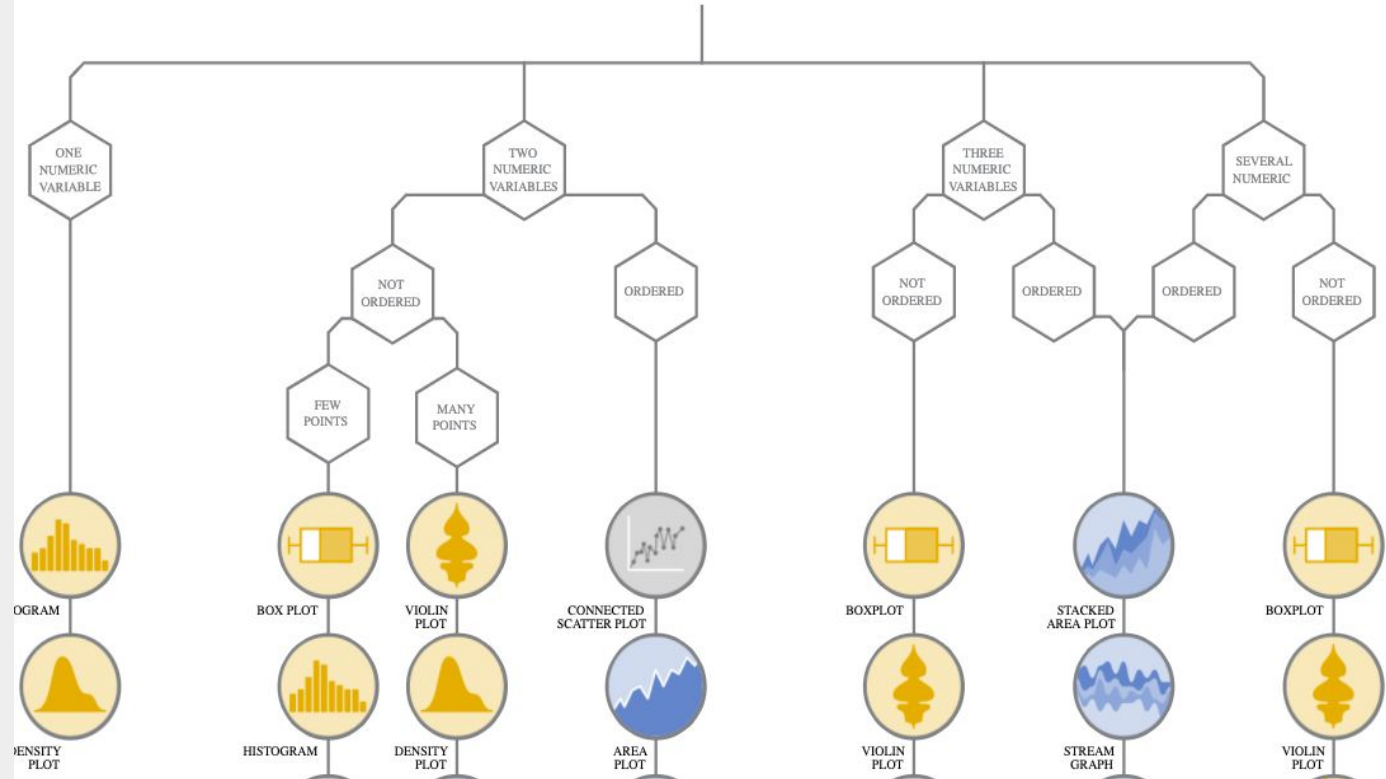 ONE
NUMERIC
VARIABLE
TWO
NUMERIC
VARIABLES
THREE
NUMERIC
VARIABLES
SEVERAL
NUMERIC
NOT
ORDERED
ORDERED
NOT
ORDERED
ORDERED
ORDERED
NOT
ORDERED
FEW
POINTS
MANY
POINTS
OGRAM
BOX PLOT
VIOLIN
PLOT
CONNECTED
SCATTER PLOT
BOXPLOT
STACKED
AREA PLOT
BOXPLOT
DENSITY
PLOT
HISTOGRAM
DENSITY
PLOT
AREA
PLOT
VIOLIN
PLOT
STREAM
GRAPH
VIOLIN
PLOT